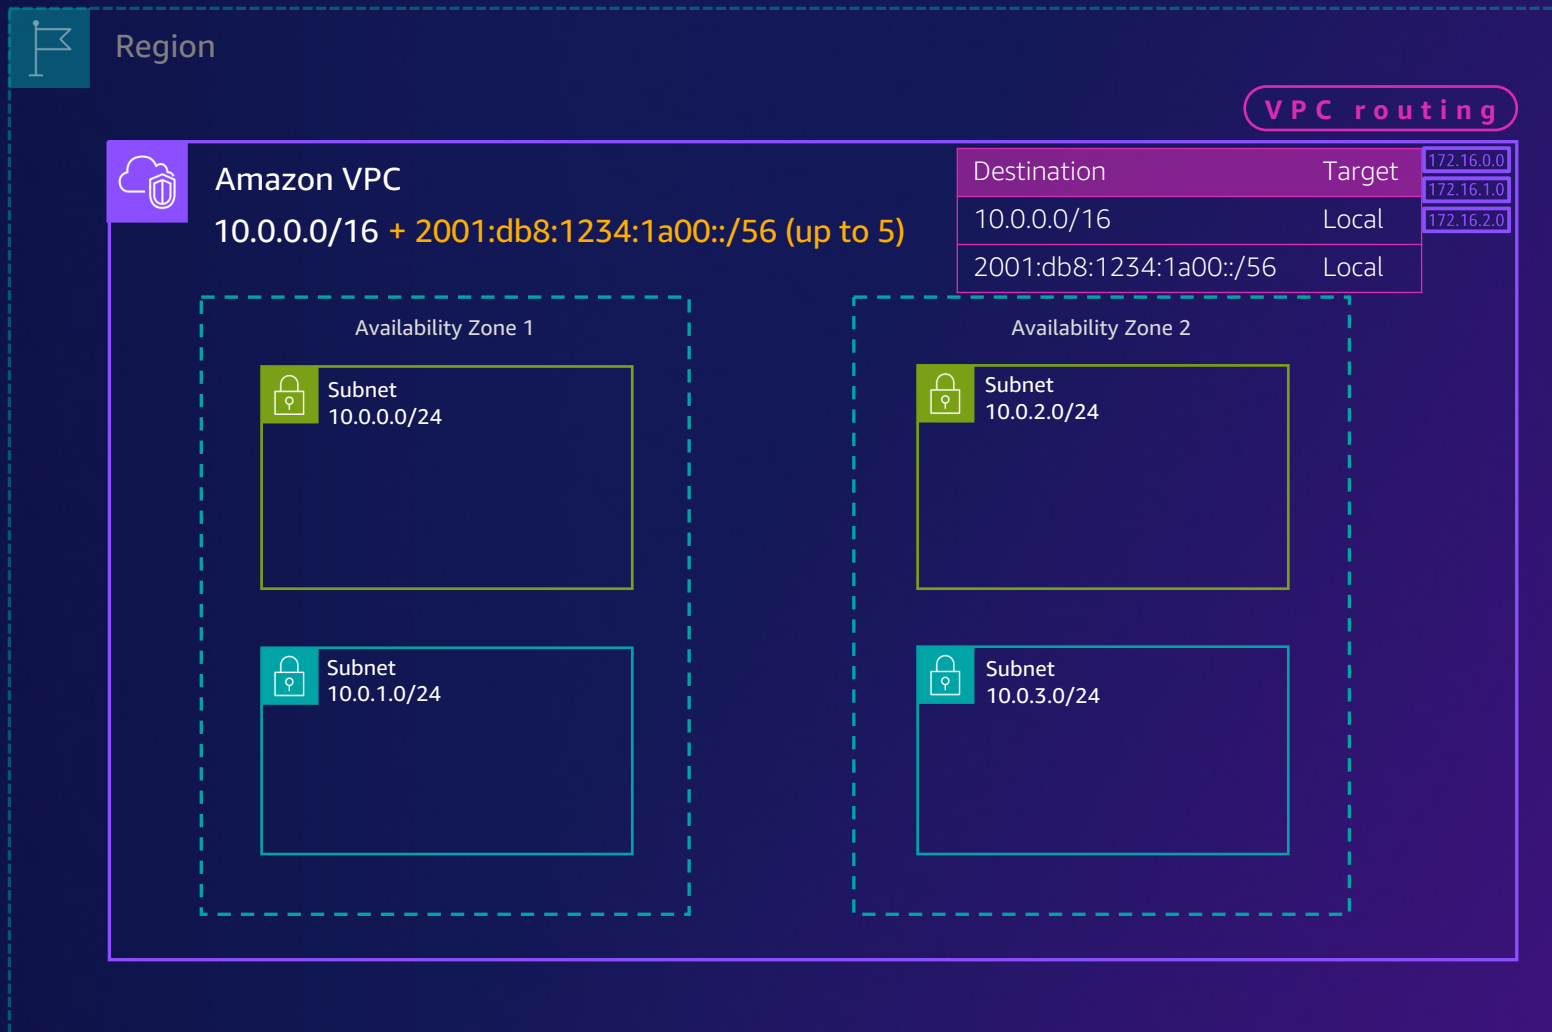 Region
VPC routing
Amazon VPC
10.0.0.0/16 + 2001:db8:1234:1a00::/56 (up to 5)
Destination Target
10.0.0.0/16 Local
2001:db8:1234:1a00::/56 Local
172.16.0.0
172.16.1.0
172.16.2.0
Availability Zone 1
Subnet
10.0.0.0/24
Subnet
10.0.1.0/24
Availability Zone 2
Subnet
10.0.2.0/24
Subnet
10.0.3.0/24